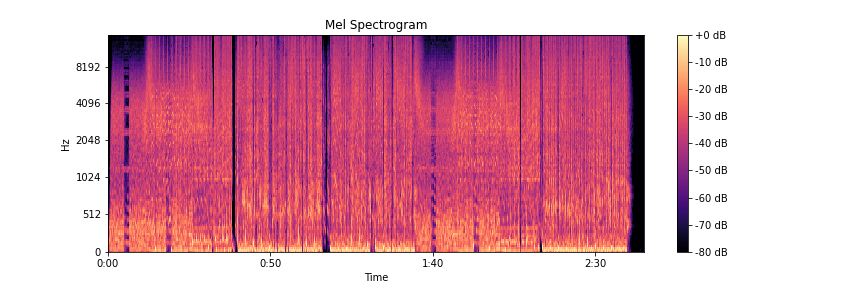 Mel Spectrogram
Hz
8192
4096
2048
1024
512
0
0:00
0:50
1:40
2:30
Time
+0 dB
-10 dB
-20 dB
-30 dB
-40 dB
-50 dB
-60 dB
-70 dB
-80 dB